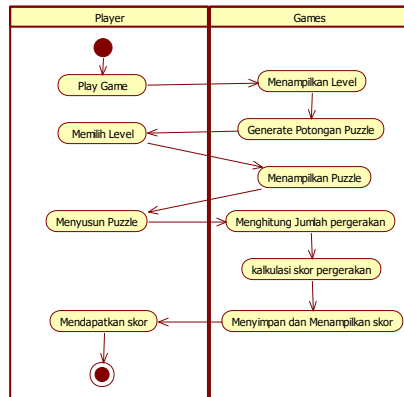 Player
Games
Play Game
Menampilkan Level
Generate Potongan Puzzle
Memilih Level
Menampilkan Puzzle
Menyusun Puzzle
Menghitung Jumlah pergerakan
kalkulasi skor pergerakan
Menyimpan dan Menampilkan skor
Mendapatkan skor